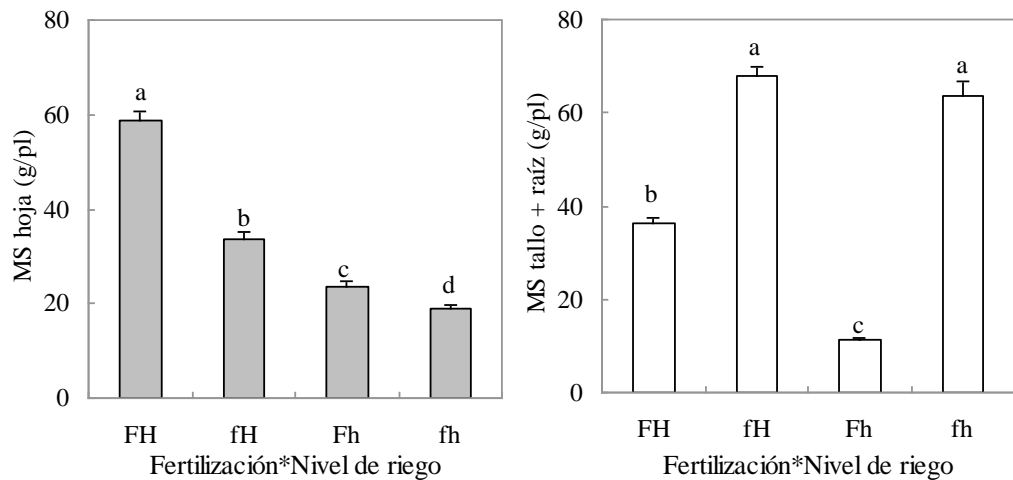 80
60
40
20
0
MS hoja (g/pl)
a
b
c
d
FH fH Fh fh
Fertilización*Nivel de riego
80
60
40
20
0
MS tallo + raíz (g/pl)
b
a
c
a
FH fH Fh fh
Fertilización*Nivel de riego